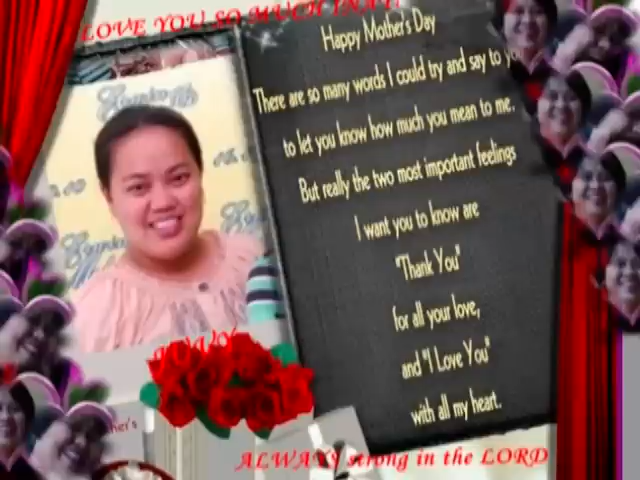 LOVE YOU SO MUCH INAY!
Happy Mother's Day
There are so many words I could try and say to
to let you know how much you mean to me.
But really the two most important feelings
I want you to know are
"Thank You"
for all your love,
and "I Love You"
with all my heart.
ALWAYS strong in the LORD